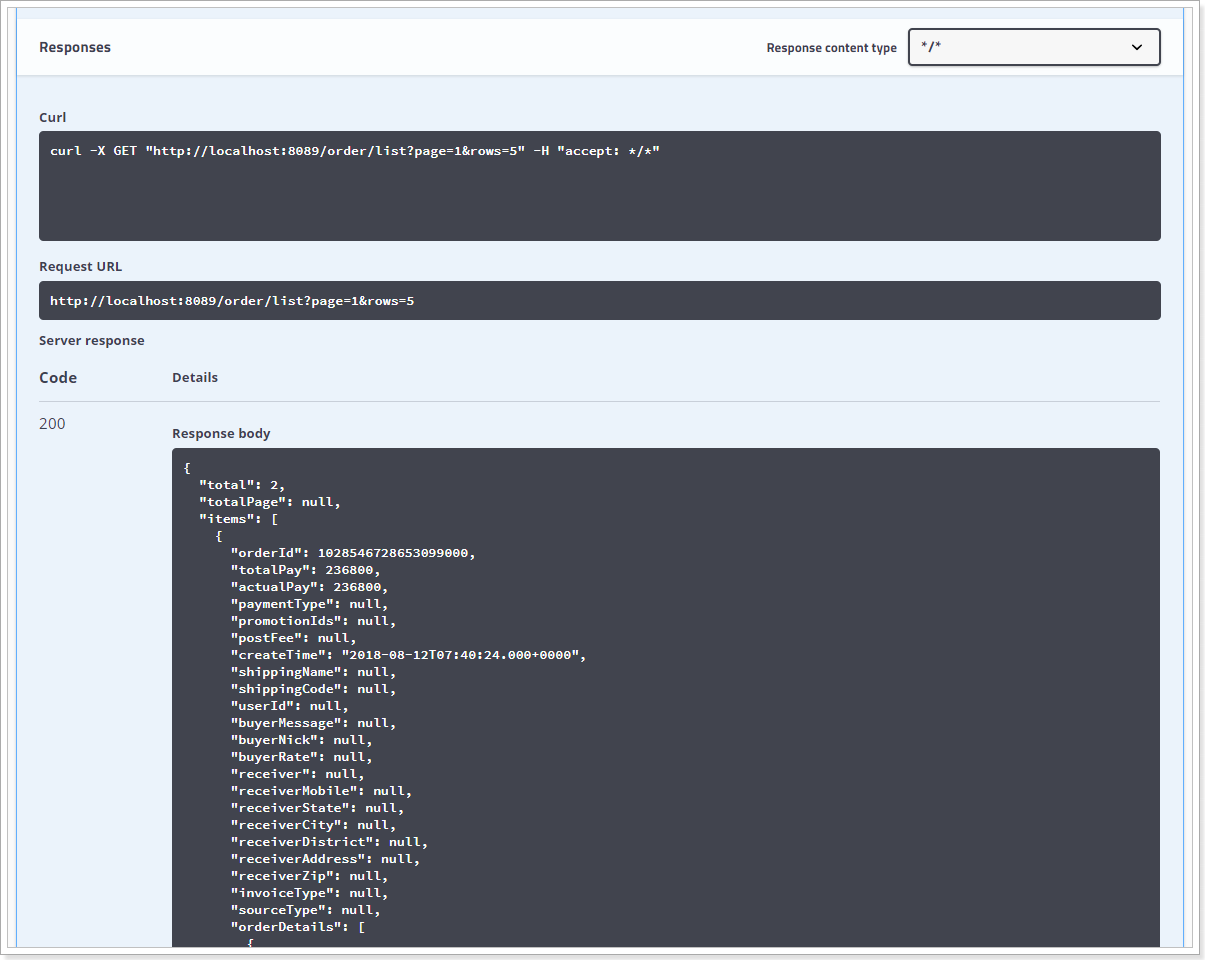 Responses
Response content type
*/*
Curl
curl -X GET "http://localhost:8089/order/list?page=1&rows=5" -H "accept: */*"
Request URL
http://localhost:8089/order/list?page=1&rows=5
Server response
Code
Details
200
Response body
{
  "total": 2,
  "totalPage": null,
  "items": [
    {
      "orderId": 1028546728653099000,
      "totalPay": 236800,
      "actualPay": 236800,
      "paymentType": null,
      "promotionIds": null,
      "postFee": null,
      "createTime": "2018-08-12T07:40:24.000+0000",
      "shippingName": null,
      "shippingCode": null,
      "userId": null,
      "buyerMessage": null,
      "buyerNick": null,
      "buyerRate": null,
      "receiver": null,
      "receiverMobile": null,
      "receiverState": null,
      "receiverCity": null,
      "receiverDistrict": null,
      "receiverAddress": null,
      "receiverZip": null,
      "invoiceType": null,
      "sourceType": null,
      "orderDetails": [
        {